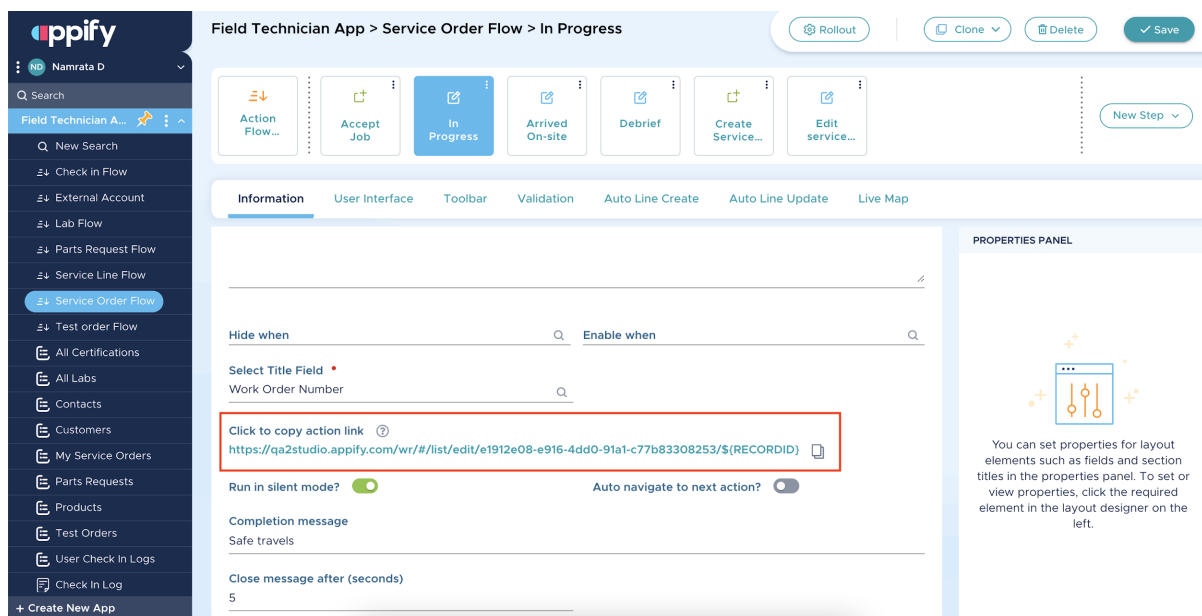 appify
Field Technician App > Service Order Flow > In Progress
Rollout
Clone
Delete
Save
ND Namrata D
Search
Field Technician A...
New Search
Check in Flow
External Account
Lab Flow
Parts Request Flow
Service Line Flow
Service Order Flow
Test order Flow
All Certifications
All Labs
Contacts
Customers
My Service Orders
Parts Requests
Products
Test Orders
User Check In Logs
Check In Log
+ Create New App
Action
Flow...
Accept
Job
In
Progress
Arrived
On-site
Debrief
Create
Service...
Edit
service...
New Step
Information
User Interface
Toolbar
Validation
Auto Line Create
Auto Line Update
Live Map
Hide when
Enable when
Select Title Field *
Work Order Number
Click to copy action link ?
https://qa2studio.appify.com/wr/#/list/edit/e1912e08-e916-4dd0-91a1-c77b83308253/${RECORDID}
Run in silent mode?
Auto navigate to next action?
Completion message
Safe travels
Close message after (seconds)
5
PROPERTIES PANEL
You can set properties for layout
elements such as fields and section
titles in the properties panel. To set or
view properties, click the required
element in the layout designer on the
left.